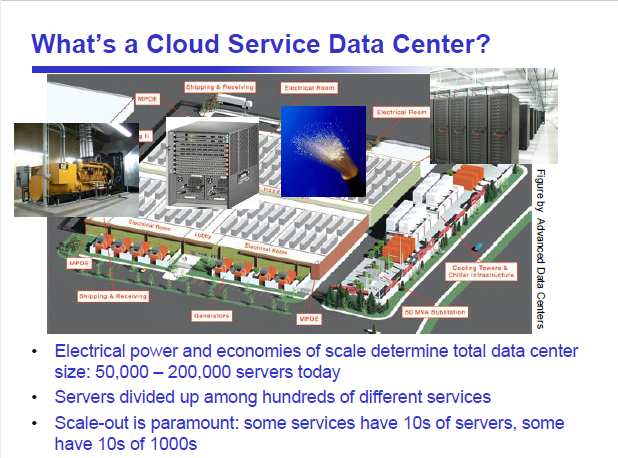 What's a Cloud Service Data Center?
Shipping & Receiving
Electrical Room
MPOE
Electrical Room
Electrical Room
Lobby
Electrical Room
MPOE
Cooling Towers &
Chiller Infrastructure
Shipping & Receiving
Generators
MPOE
50 MVA Substation
Figure by Advanced Data Centers
• Electrical power and economies of scale determine total data center
size: 50,000 – 200,000 servers today
• Servers divided up among hundreds of different services
• Scale-out is paramount: some services have 10s of servers, some
have 10s of 1000s